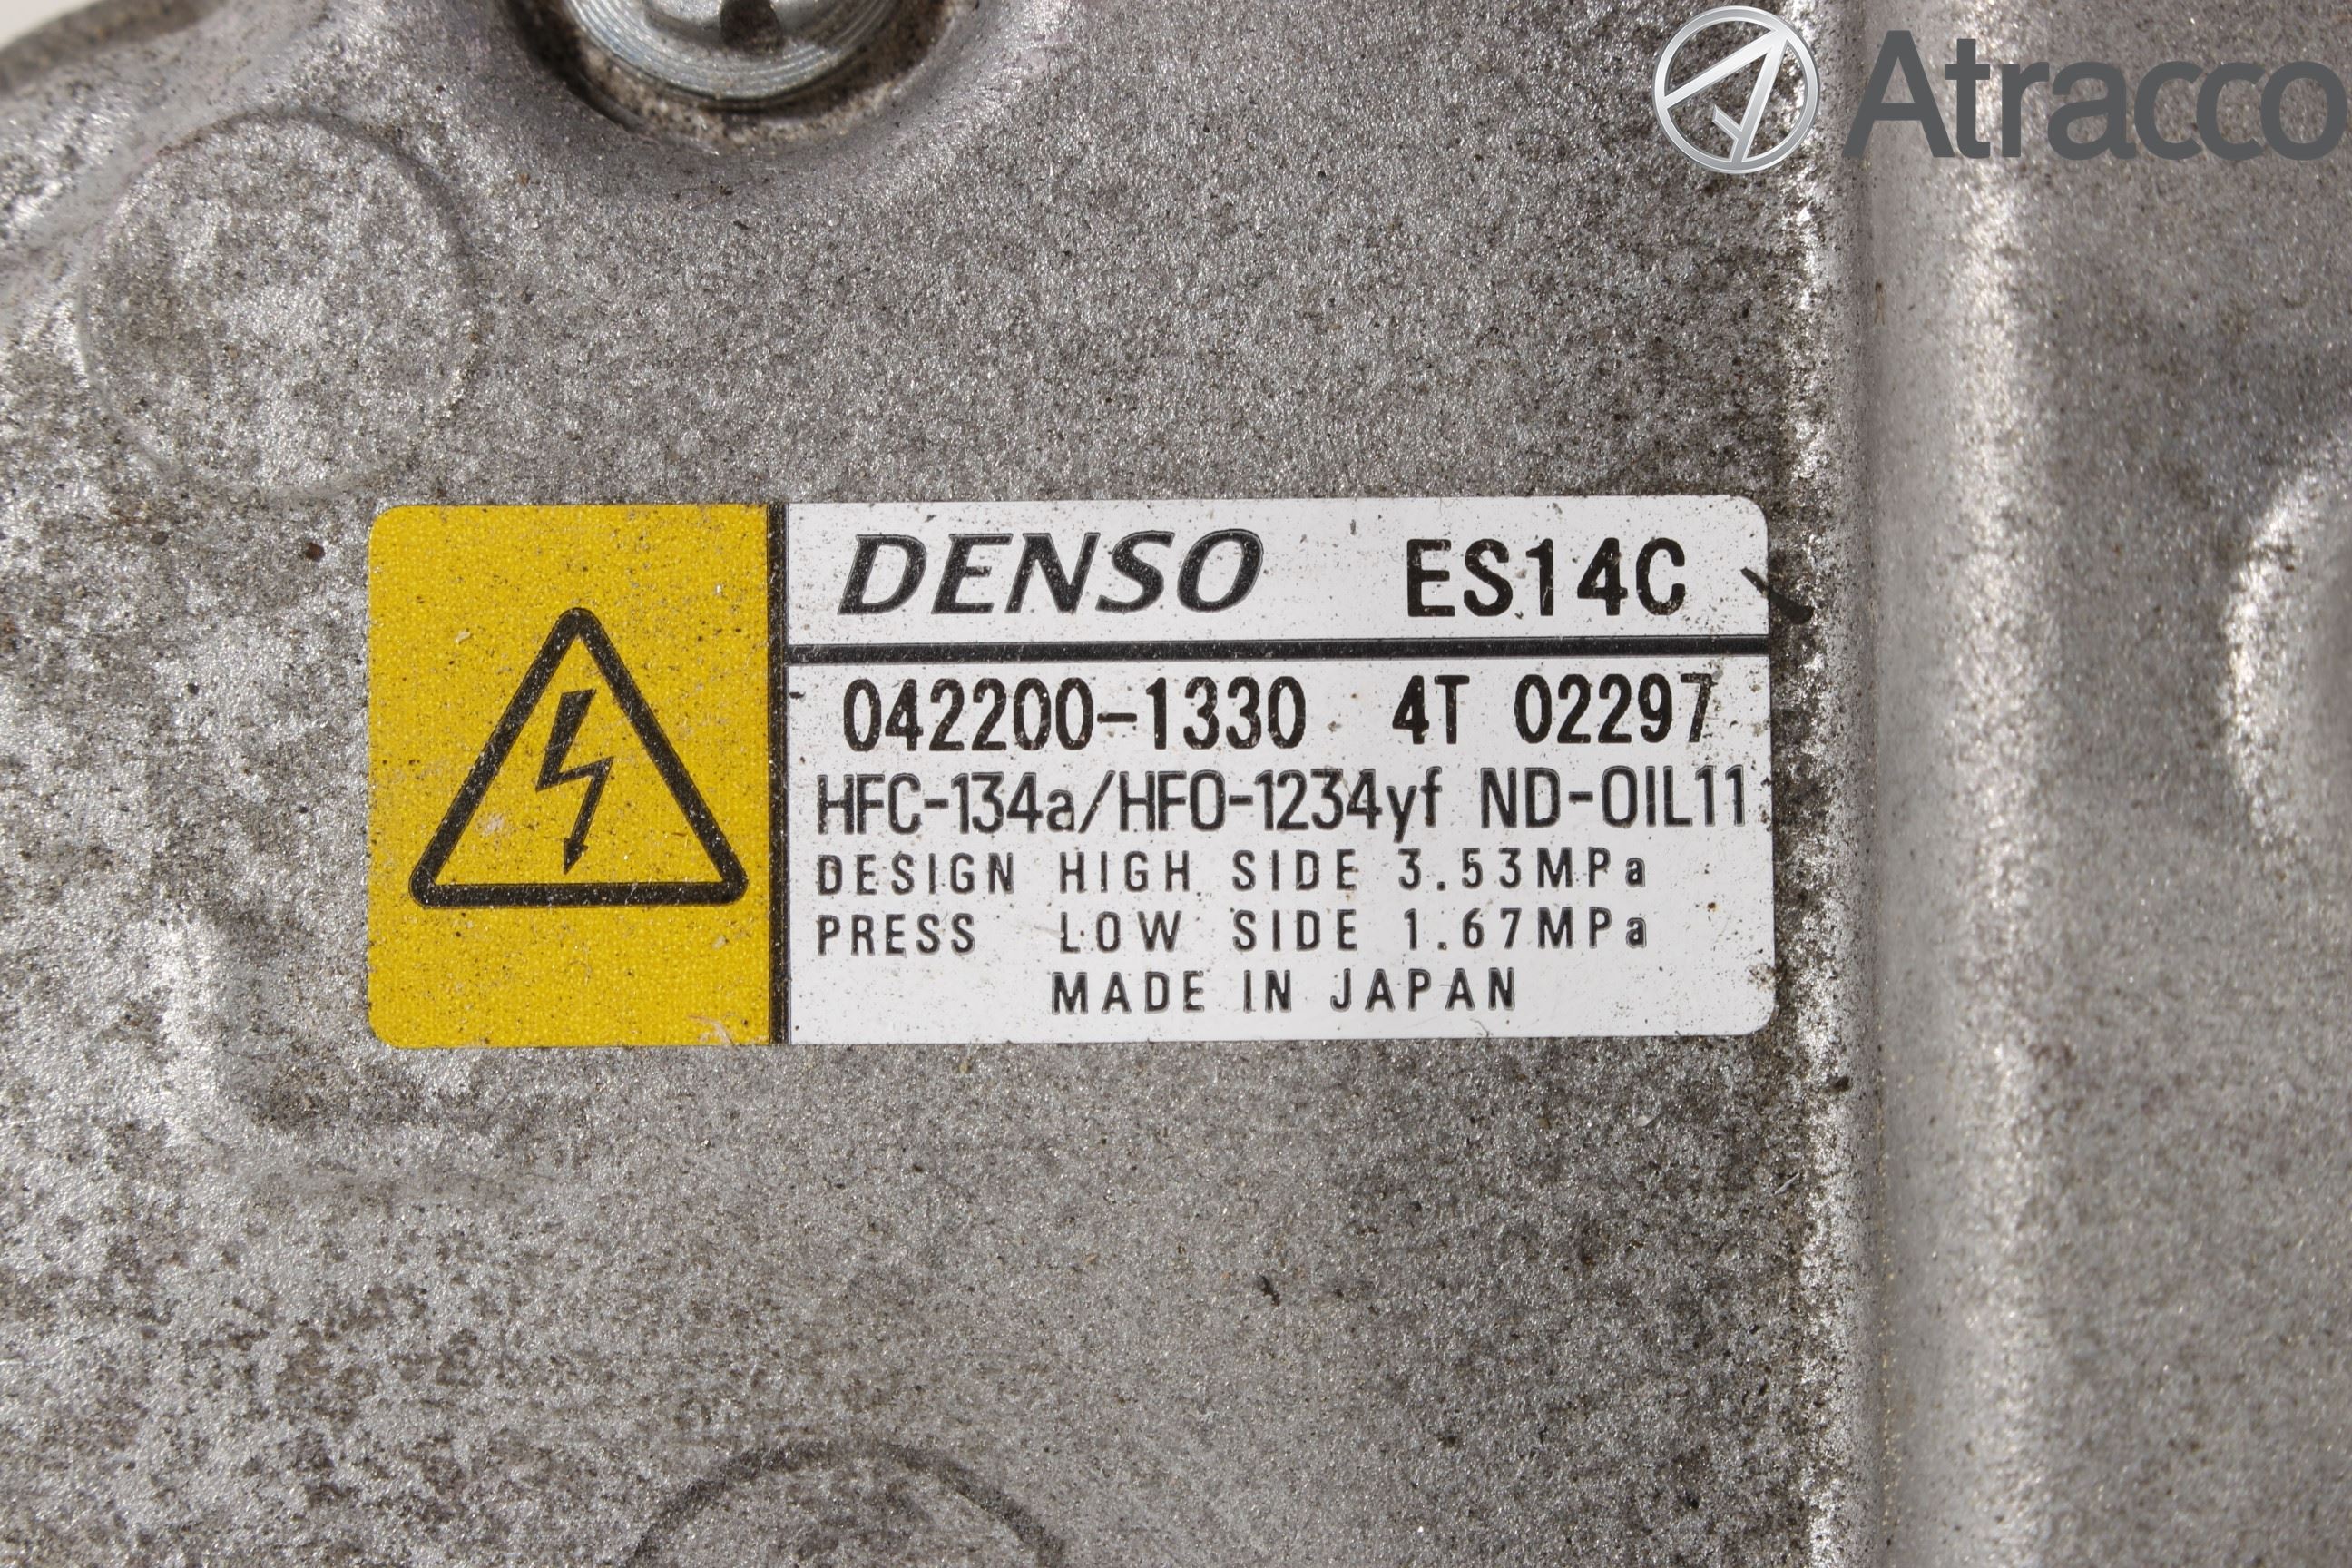 Atracco
DENSO ES14C
042200-1330 4T 02297
HFC-134a/HFO-1234yf ND-OIL11
DESIGN HIGH SIDE 3.53MPa
PRESS LOW SIDE 1.67MPa
MADE IN JAPAN